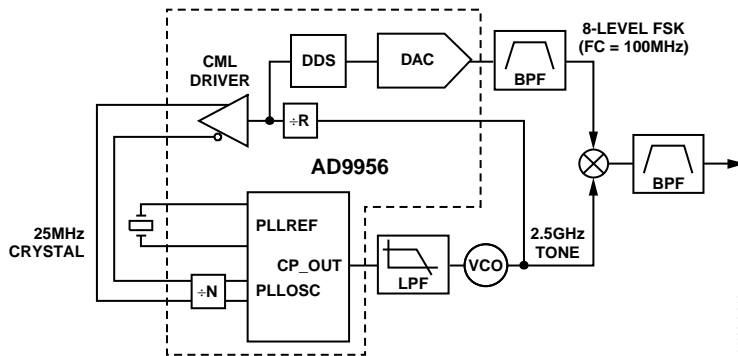 8-LEVEL FSK
(FC = 100MHz)
CML
DRIVER
DDS
DAC
BPF
÷R
AD9956
BPF
25MHz
CRYSTAL
PLLREF
CP_OUT
÷N
PLLOSC
LPF
VCO
2.5GHz
TONE